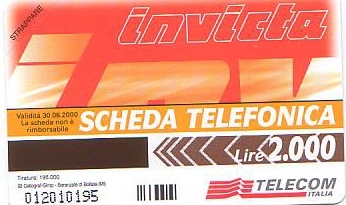 STRAPPARE
invicta
inv
Validità 30.06.2000
La scheda non è
rimborsabile
SCHEDA TELEFONICA
Lire 2.000
Tiratura: 195.000
012010195
TELECOM
ITALIA